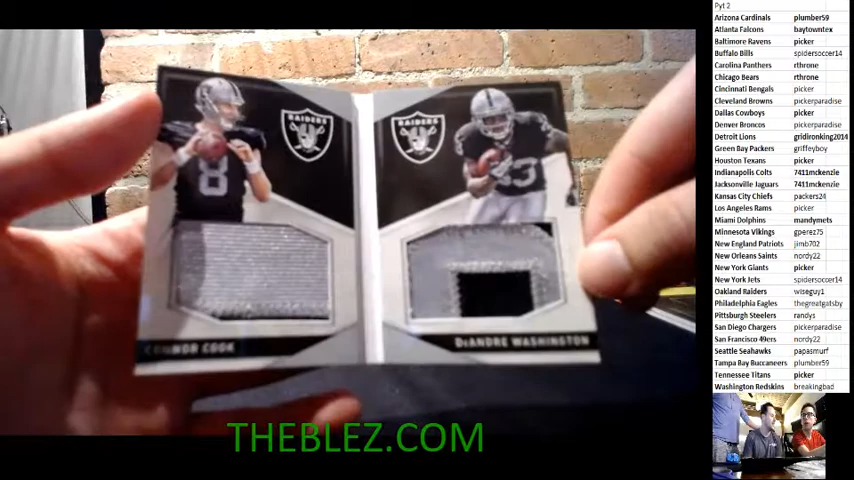 Pyt 2
Arizona Cardinals plumber59
Atlanta Falcons baytowntex
Baltimore Ravens picker
Buffalo Bills spidersoccer14
Carolina Panthers rthrone
Chicago Bears rthrone
Cincinnati Bengals picker
Cleveland Browns pickerparadise
Dallas Cowboys picker
Denver Broncos pickerparadise
Detroit Lions gridironking2014
Green Bay Packers griffeyboy
Houston Texans picker
Indianapolis Colts 7411mckenzie
Jacksonville Jaguars 7411mckenzie
Kansas City Chiefs packers24
Los Angeles Rams picker
Miami Dolphins mandymets
Minnesota Vikings gperez75
New England Patriots jimb702
New Orleans Saints nordy22
New York Giants picker
New York Jets spidersoccer14
Oakland Raiders wiseguy1
Philadelphia Eagles thegreatgatsby
Pittsburgh Steelers randys
San Diego Chargers pickerparadise
San Francisco 49ers nordy22
Seattle Seahawks papasmurf
Tampa Bay Buccaneers plumber59
Tennessee Titans picker
Washington Redskins breakingbad
RAIDERS
RAIDERS
8
33
CONNOR COOK
DeANDRE WASHINGTON
THEBLEZ.COM